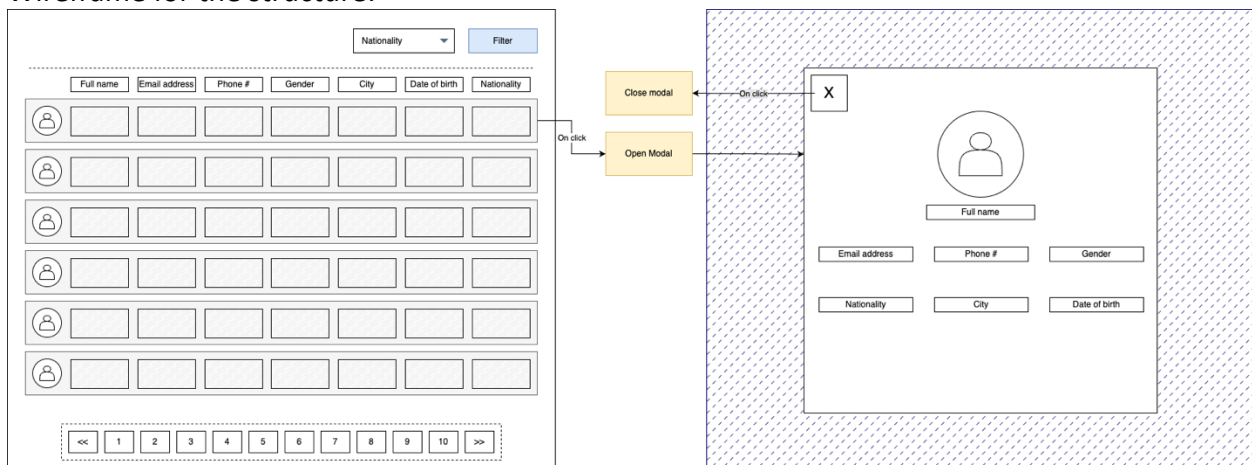 Wireframe for the structure:
Nationality
Filter
Full name
Email address
Phone #
Gender
City
Date of birth
Nationality
On click
Close modal
Open Modal
On click
X
Full name
Email address
Phone #
Gender
Nationality
City
Date of birth
<< 1 2 3 4 5 6 7 8 9 10 >>